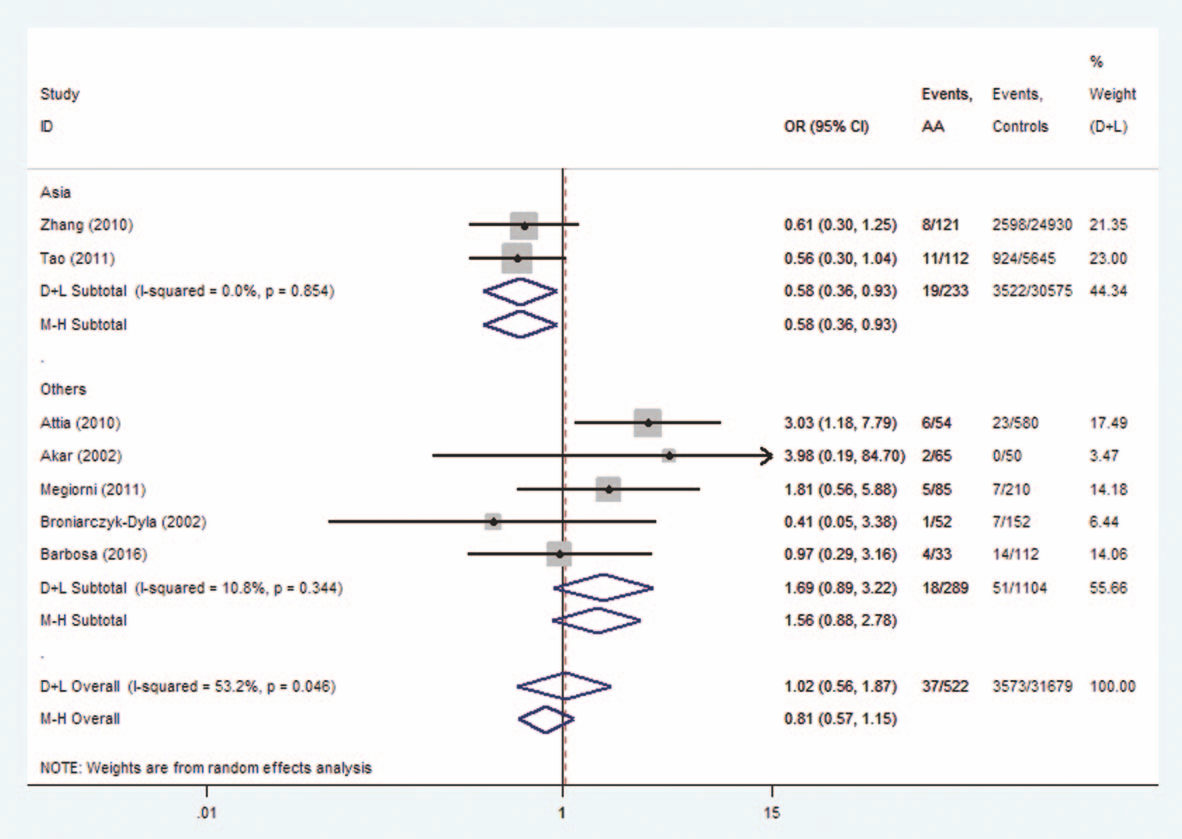 %
Study Events, Events, Weight
ID OR (95% CI) AA Controls (D+L)
Asia
Zhang (2010) 0.61 (0.30, 1.25) 8/121 2598/24930 21.35
Tao (2011) 0.56 (0.30, 1.04) 11/112 924/5645 23.00
D+L Subtotal (I-squared = 0.0%, p = 0.854) 0.58 (0.36, 0.93) 19/233 3522/30575 44.34
M-H Subtotal 0.58 (0.36, 0.93)
.
Others
Attia (2010) 3.03 (1.18, 7.79) 6/54 23/580 17.49
Akar (2002) 3.98 (0.19, 84.70) 2/65 0/50 3.47
Megiorni (2011) 1.81 (0.56, 5.88) 5/85 7/210 14.18
Broniarczyk-Dyla (2002) 0.41 (0.05, 3.38) 1/52 7/152 6.44
Barbosa (2016) 0.97 (0.29, 3.16) 4/33 14/112 14.06
D+L Subtotal (I-squared = 10.8%, p = 0.344) 1.69 (0.89, 3.22) 18/289 51/1104 55.66
M-H Subtotal 1.56 (0.88, 2.78)
.
D+L Overall (I-squared = 53.2%, p = 0.046) 1.02 (0.56, 1.87) 37/522 3573/31679 100.00
M-H Overall 0.81 (0.57, 1.15)
NOTE: Weights are from random effects analysis
.01 1 15